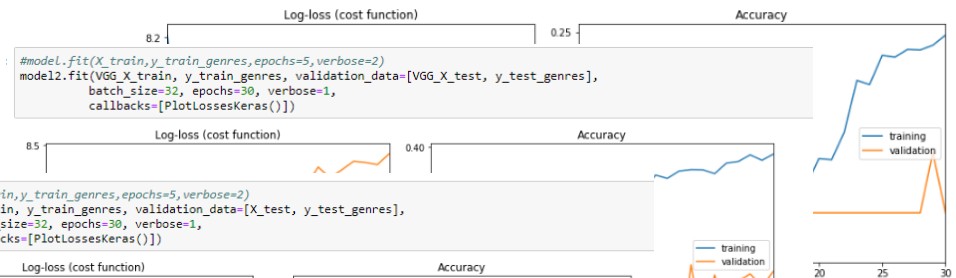 Log-loss (cost function)
Accuracy
8.2
0.25
#model.fit(X_train,y_train_genres,epochs=5,verbose=2)
model2.fit(VGG_X_train, y_train_genres, validation_data=[VGG_X_test, y_test_genres],
batch_size=32, epochs=30, verbose=1,
callbacks=[PlotLossesKeras()])
training
validation
Log-loss (cost function)
Accuracy
8.5
0.40
in,y_train_genres,epochs=5,verbose=2)
in, y_train_genres, validation_data=[X_test, y_test_genres],
size=32, epochs=30, verbose=1,
cks=[PlotLossesKeras()])
training
validation
20 25 30
Log-loss (cost function)
Accuracy